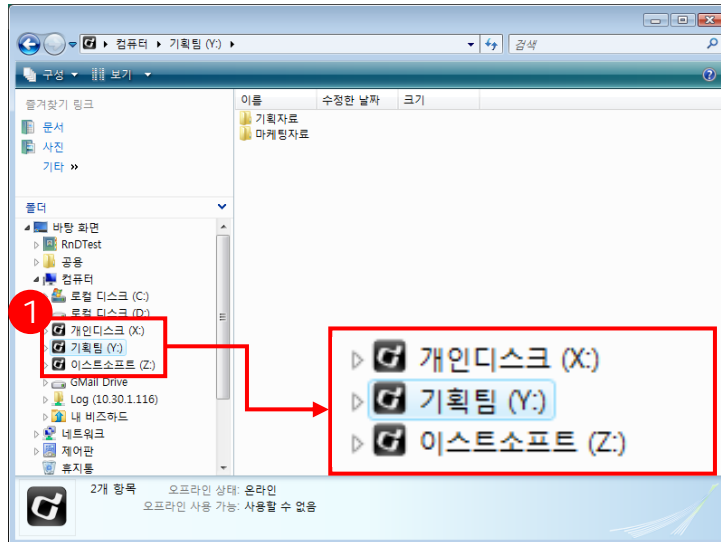 컴퓨터 ▸ 기획팀 (Y:) ▸
검색
구성 보기
즐겨찾기 링크
문서
사진
기타 »
폴더
바탕 화면
RnDTest
공용
컴퓨터
로컬 디스크 (C:)
로컬 디스크 (D:)
개인디스크 (X:)
기획팀 (Y:)
이스트소프트 (Z:)
GMail Drive
Log (10.30.1.116)
내 비즈하드
네트워크
제어판
휴지통
이름 수정한 날짜 크기
기획자료
마케팅자료
1
개인디스크 (X:)
기획팀 (Y:)
이스트소프트 (Z:)
2개 항목 오프라인 상태: 온라인
오프라인 사용 가능: 사용할 수 없음